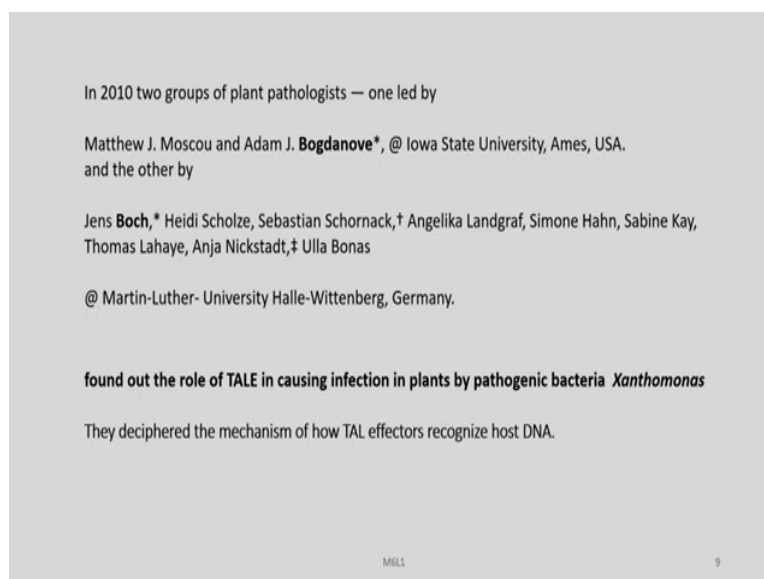 In 2010 two groups of plant pathologists — one led by
Matthew J. Moscou and Adam J. Bogdanove*, @ Iowa State University, Ames, USA.
and the other by
Jens Boch,* Heidi Scholze, Sebastian Schornack,† Angelika Landgraf, Simone Hahn, Sabine Kay,
Thomas Lahaye, Anja Nickstadt,‡ Ulla Bonas
@ Martin-Luther- University Halle-Wittenberg, Germany.
found out the role of TALE in causing infection in plants by pathogenic bacteria Xanthomonas
They deciphered the mechanism of how TAL effectors recognize host DNA.
M6L1
9